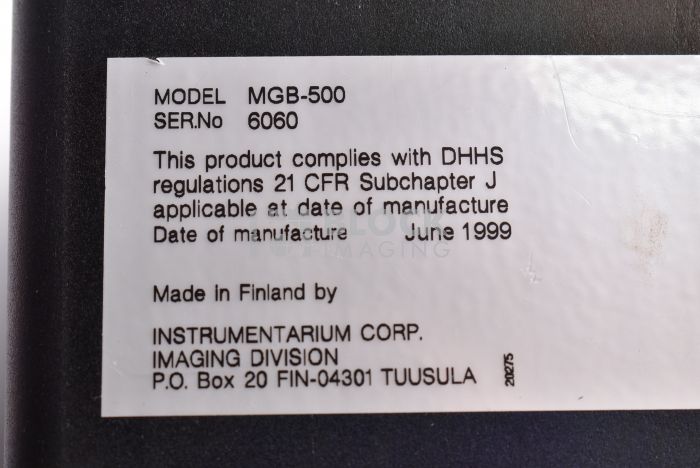 MODEL MGB-500
SER.No 6060
This product complies with DHHS
regulations 21 CFR Subchapter J
applicable at date of manufacture
Date of manufacture June 1999
BLOCK
IMAGING
Made in Finland by
INSTRUMENTARIUM CORP.
IMAGING DIVISION
P.O. Box 20 FIN-04301 TUUSULA
20275